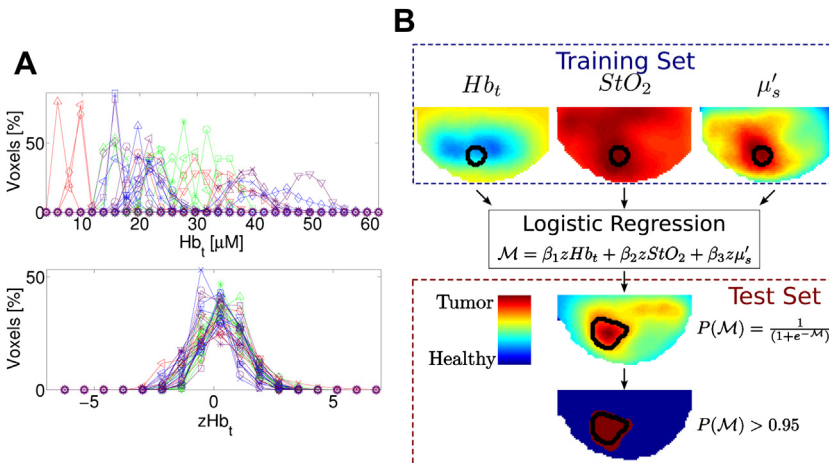 A
Voxels [%]
50
0
10 20 30 40 50 60
Hb_t [μM]
Voxels [%]
50
0
−5 0 5
zHb_t
B
Training Set
Hb_t StO_2 μ′_s
Logistic Regression
ℳ = β_1zHb_t + β_2zStO_2 + β_3zμ′_s
Test Set
Tumor
Healthy
P(ℳ) = 1/(1+e^−ℳ)
P(ℳ) > 0.95